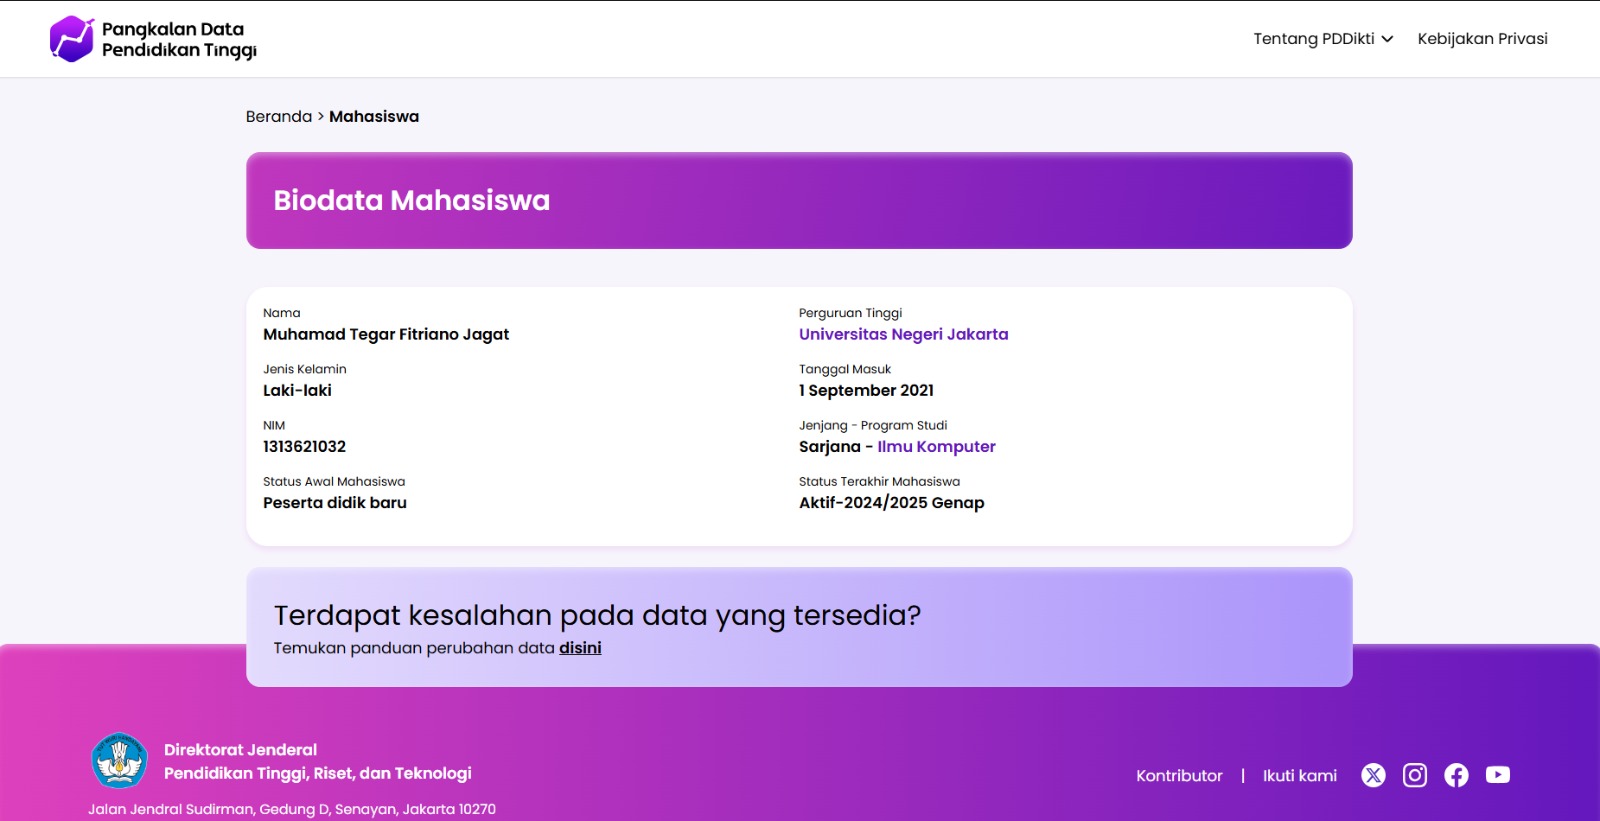 Pangkalan Data
Pendidikan Tinggi
Tentang PDDikti
Kebijakan Privasi
Beranda > Mahasiswa
Biodata Mahasiswa
Nama
Muhamad Tegar Fitriano Jagat
Perguruan Tinggi
Universitas Negeri Jakarta
Jenis Kelamin
Laki-laki
Tanggal Masuk
1 September 2021
NIM
1313621032
Jenjang - Program Studi
Sarjana - Ilmu Komputer
Status Awal Mahasiswa
Peserta didik baru
Status Terakhir Mahasiswa
Aktif-2024/2025 Genap
Terdapat kesalahan pada data yang tersedia?
Temukan panduan perubahan data disini
Direktorat Jenderal
Pendidikan Tinggi, Riset, dan Teknologi
Jalan Jendral Sudirman, Gedung D, Senayan, Jakarta 10270
Kontributor | Ikuti kami